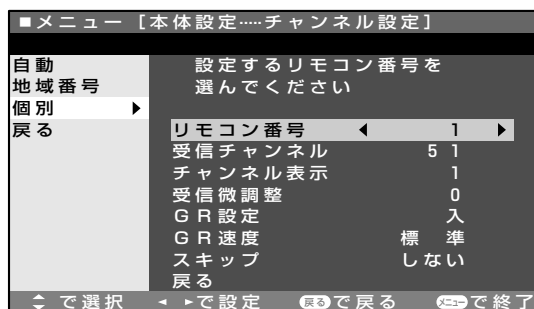 ■メニュー [本体設定……チャンネル設定]
自動
地域番号
個別 ▶
戻る
設定するリモコン番号を
選んでください
リモコン番号 ◀ 1 ▶
受信チャンネル 51
チャンネル表示 1
受信微調整 0
GR設定 入
GR速度 標準
スキップ しない
戻る
で選択 ◀ ▶で設定 戻るで戻る メニューで終了